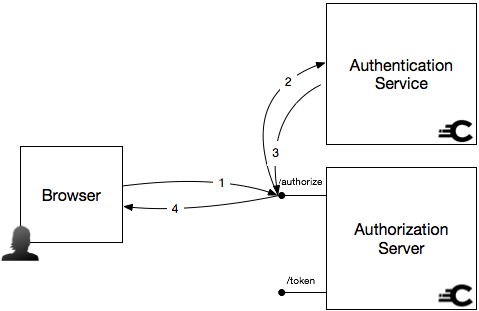 Authentication
Service
2
3
/authorize
Browser
1
4
Authorization
Server
/token